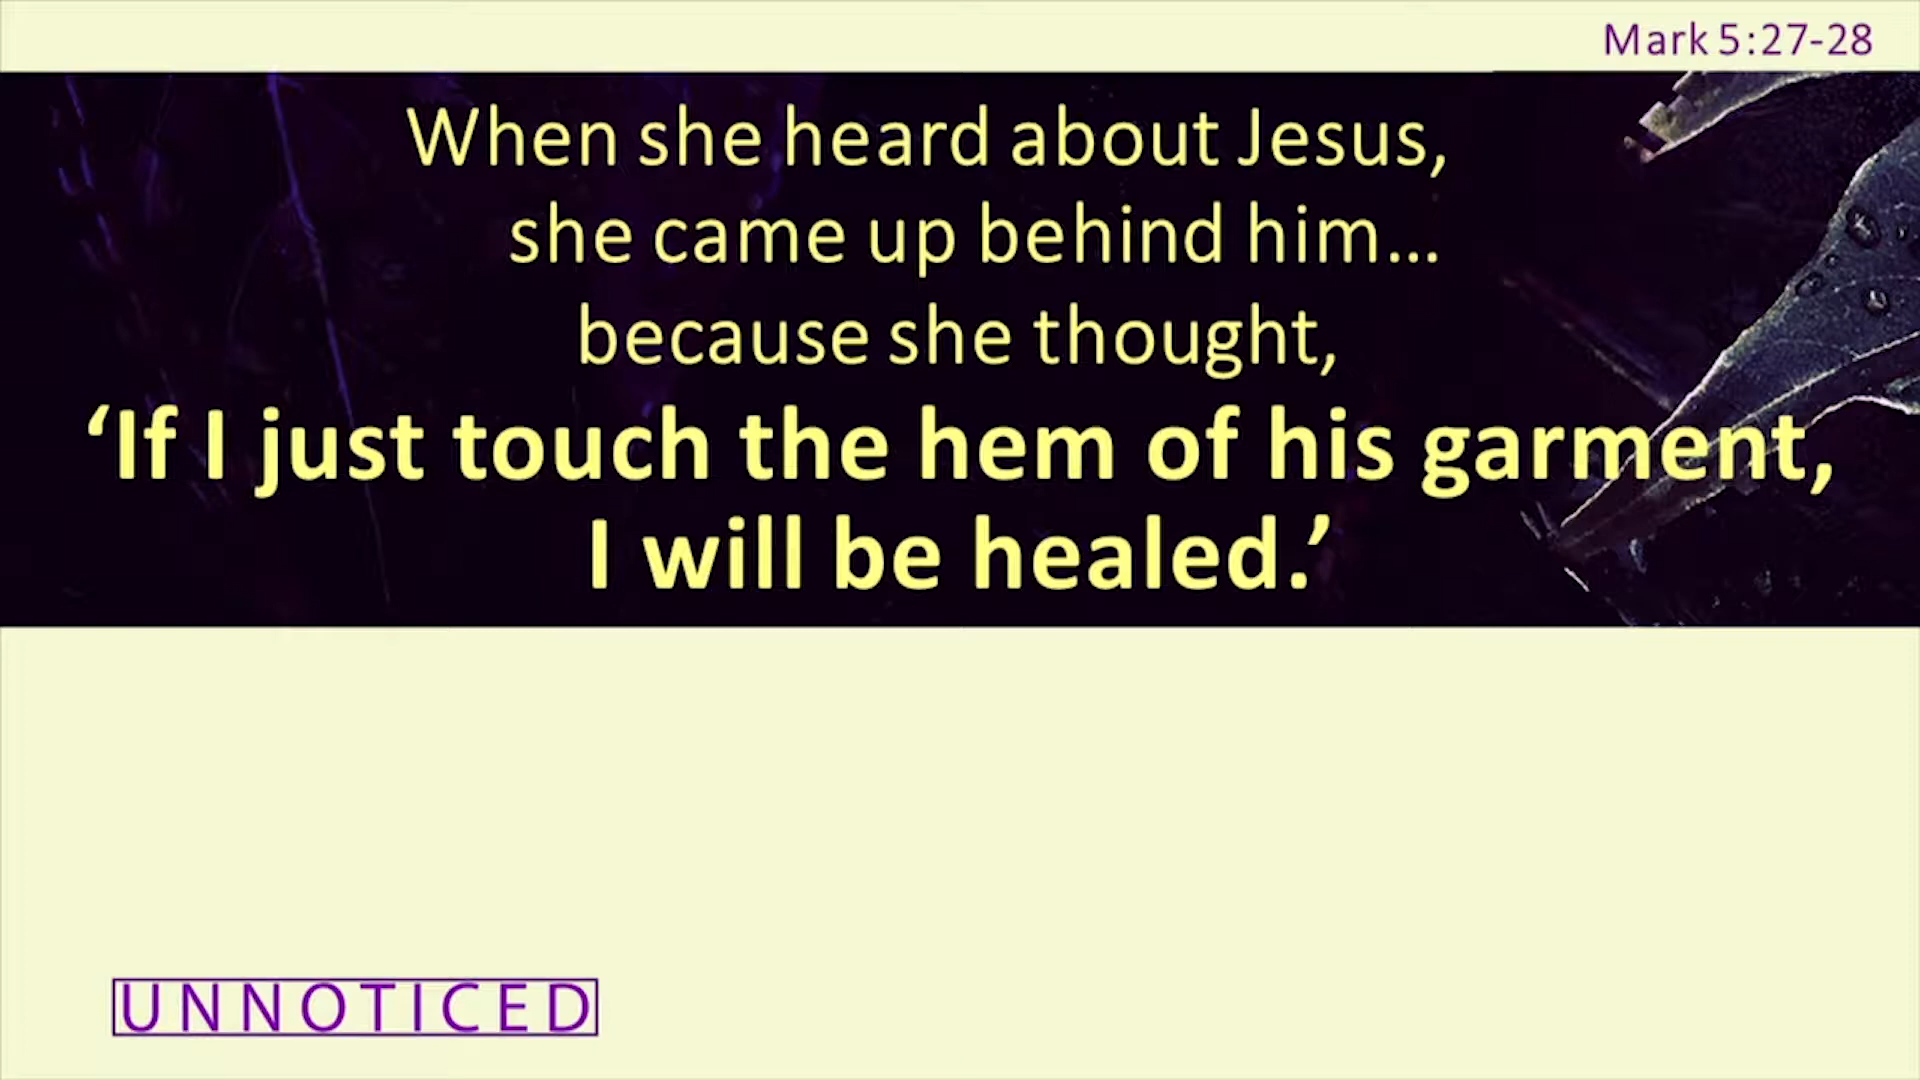 Mark 5:27-28
When she heard about Jesus,
she came up behind him...
because she thought,
‘If I just touch the hem of his garment,
I will be healed.’
UNNOTICED